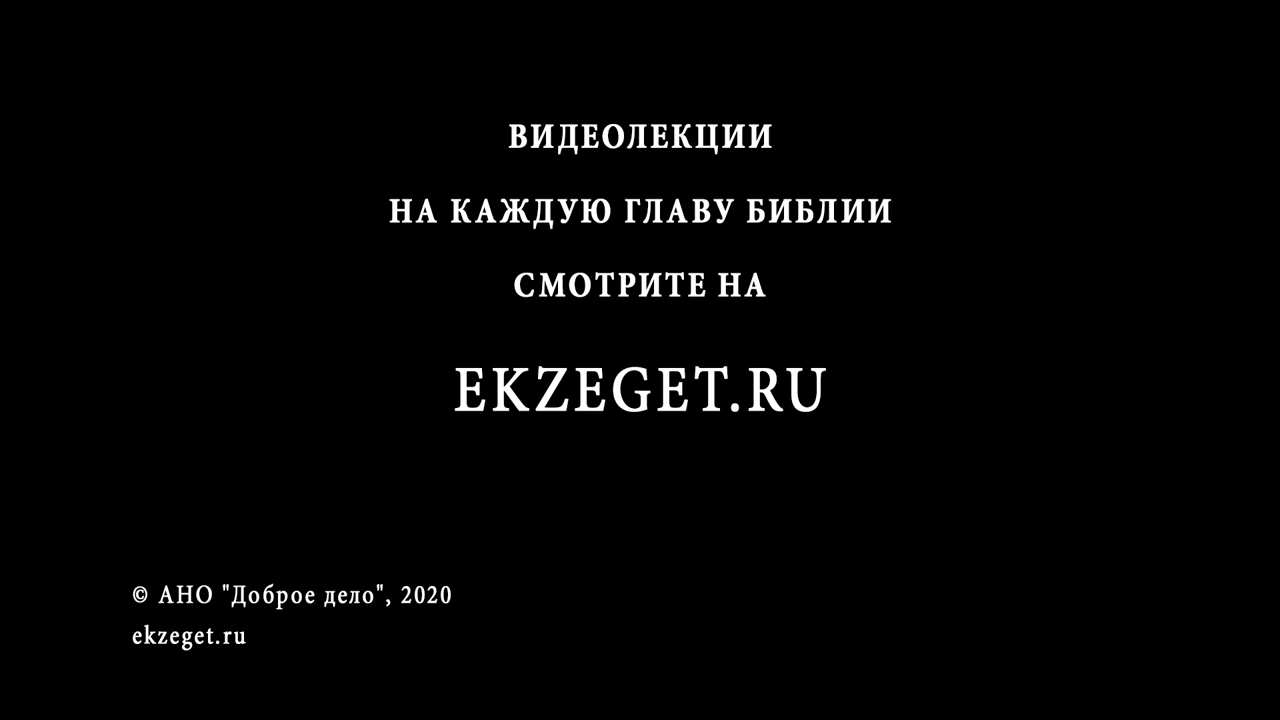 ВИДЕОЛЕКЦИИ
НА КАЖДУЮ ГЛАВУ БИБЛИИ
СМОТРИТЕ НА
EKZEGET.RU
© АНО "Доброе дело", 2020
ekzeget.ru